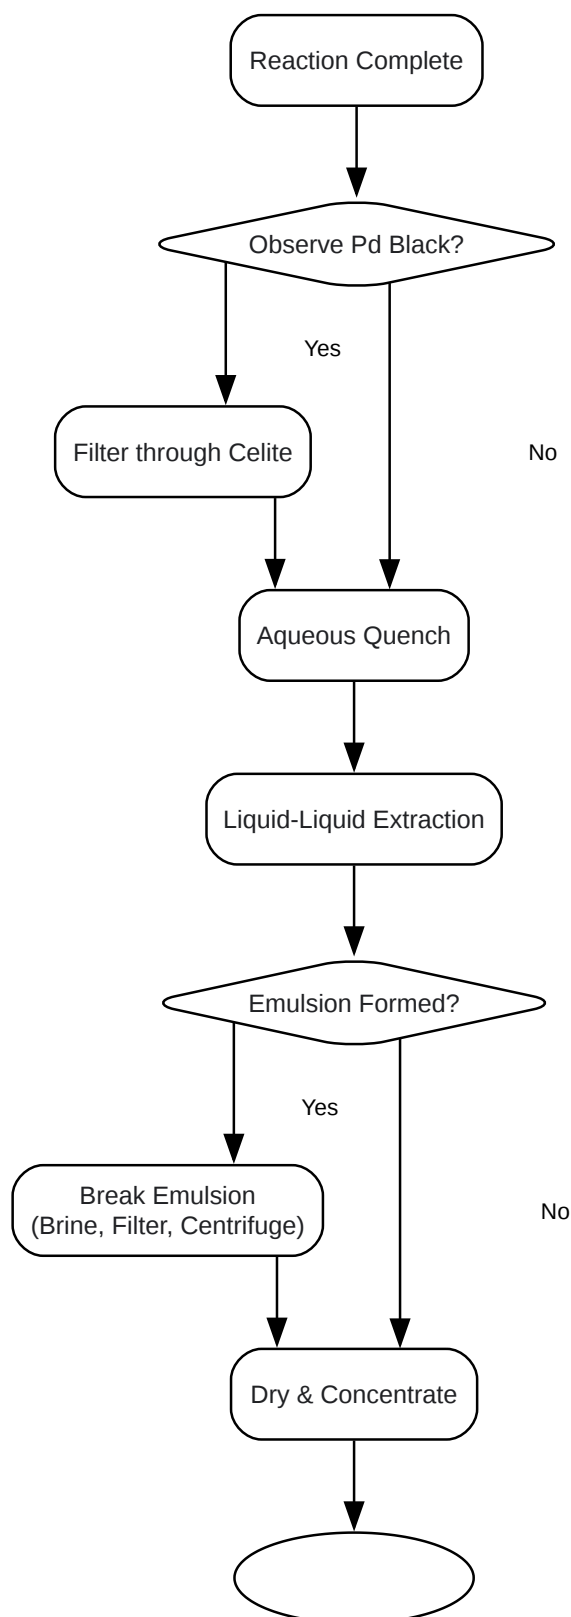 Reaction Complete
Observe Pd Black?
Yes
Filter through Celite
No
Aqueous Quench
Liquid-Liquid Extraction
Emulsion Formed?
Yes
Break Emulsion
(Brine, Filter, Centrifuge)
No
Dry & Concentrate